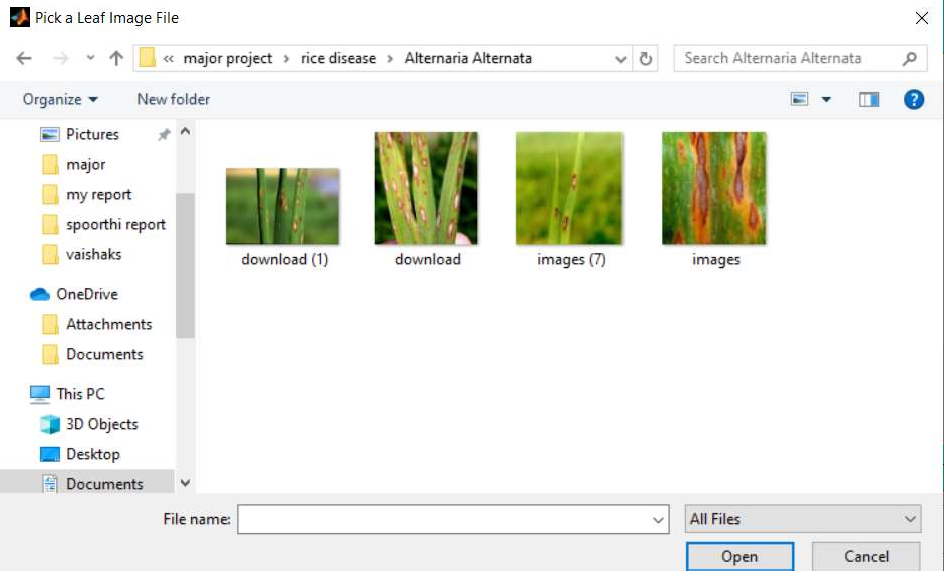 Pick a Leaf Image File
« major project › rice disease › Alternaria Alternata
Search Alternaria Alternata
Organize
New folder
?
Pictures
major
my report
spoorthi report
vaishaks
OneDrive
Attachments
Documents
This PC
3D Objects
Desktop
Documents
download (1)
download
images (7)
images
File name:
All Files
Open
Cancel